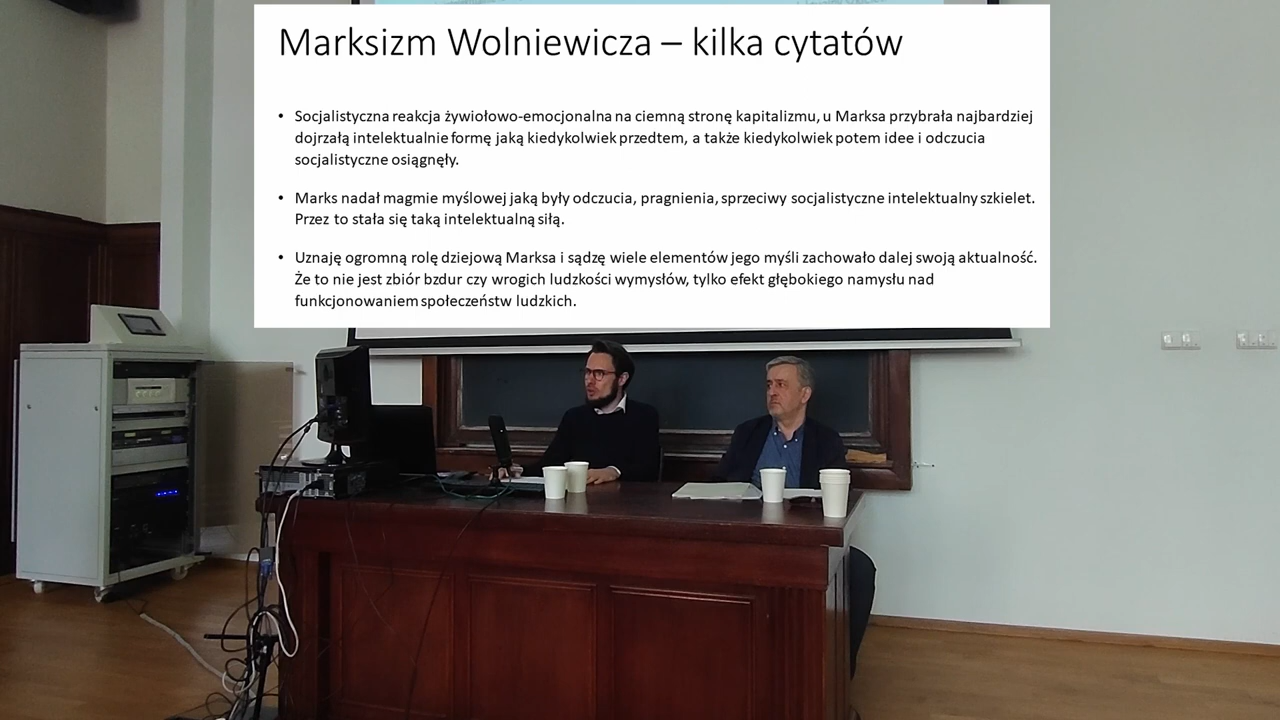 Marksizm Wolniewicza – kilka cytatów
• Socjalistyczna reakcja żywiołowo-emocjonalna na ciemną stronę kapitalizmu, u Marksa przybrała najbardziej
dojrzałą intelektualnie formę jaką kiedykolwiek przedtem, a także kiedykolwiek potem idee i odczucia
socjalistyczne osiągnęły.
• Marks nadał magmie myślowej jaką były odczucia, pragnienia, sprzeciwy socjalistyczne intelektualny szkielet.
Przez to stała się taką intelektualną siłą.
• Uznaję ogromną rolę dziejową Marksa i sądzę wiele elementów jego myśli zachowało dalej swoją aktualność.
Że to nie jest zbiór bzdur czy wrogich ludzkości wymysłów, tylko efekt głębokiego namysłu nad
funkcjonowaniem społeczeństw ludzkich.